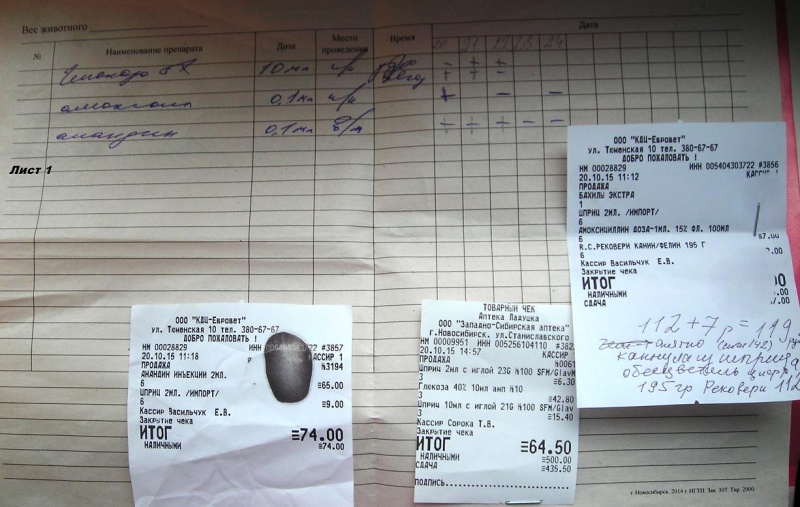 Вес животного
№ Наименование препарата Доза Место проведения Время Дата
20 21 22 23 24
10 мл
0,1 мл
0,1 мл в/м
Лист 1
ООО "КДЦ-Евровет"
ул. Тюменская 10 тел. 380-67-67
ДОБРО ПОЖАЛОВАТЬ !
НМ 00028829 ИНН 005404303722 #3856
20.10.15 11:12
ПРОДАЖА
БАХИЛЫ ЭКСТРА
1
ШПРИЦ 2МЛ. /ИМПОРТ/
6
АМОКСИЦИЛЛИН ДОЗА-1МЛ. 15% ФЛ. 100МЛ
6
R.C.РЕКОВЕРИ КАНИН/ФЕЛИН 195 Г
6
Кассир Васильчук Е.В.
Закрытие чека
ИТОГ
НАЛИЧНЫМИ
СДАЧА
112 + 7 р = 119
195 гр Рековери 112
ООО "КДЦ-Евровет"
ул. Тюменская 10 тел. 380-67-67
ДОБРО ПОЖАЛОВАТЬ !
НМ 00028829 #3857
20.10.15 11:18 КАССИР 1
ПРОДАЖА №3194
АНАНДИН ИНЪЕКЦИИ 2МЛ.
6 ≡65.00
ШПРИЦ 2МЛ. /ИМПОРТ/
6 ≡9.00
Кассир Васильчук Е.В.
Закрытие чека
ИТОГ ≡74.00
НАЛИЧНЫМИ ≡74.00
ТОВАРНЫЙ ЧЕК
Аптека Ладушка
ООО "Западно-Сибирская аптека"
г.Новосибирск. ул.Станиславского
НМ 00009951 ИНН 005256104110 #382
20.10.15 14:57 КАССИР
ПРОДАЖА №0061
Шприц 2мл с иглой 23G N100 SFM/GlavM
3 ≡6.30
Глюкоза 40% 10мл амп N10
3 ≡42.80
Шприц 10мл с иглой 21G N100 SFM/Glav
3 ≡15.40
Кассир Сорока Т.В.
Закрытие чека
ИТОГ ≡64.50
НАЛИЧНЫМИ ≡500.00
СДАЧА ≡435.50
ПОДПИСЬ
г. Новосибирск. 2014 г. НГТП Зак. 307 Тир. 2000.